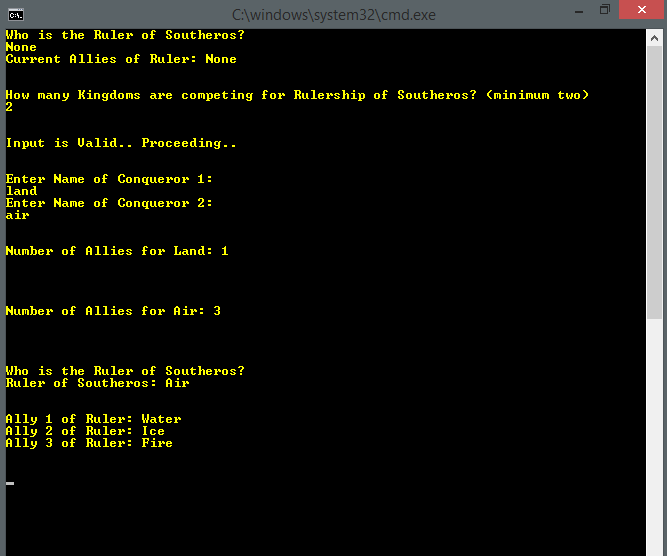 C:\windows\system32\cmd.exe
Who is the Ruler of Southeros?
None
Current Allies of Ruler: None
How many Kingdoms are competing for Rulership of Southeros? (minimum two)
2
Input is Valid.. Proceeding..
Enter Name of Conqueror 1:
land
Enter Name of Conqueror 2:
air
Number of Allies for Land: 1
Number of Allies for Air: 3
Who is the Ruler of Southeros?
Ruler of Southeros: Air
Ally 1 of Ruler: Water
Ally 2 of Ruler: Ice
Ally 3 of Ruler: Fire